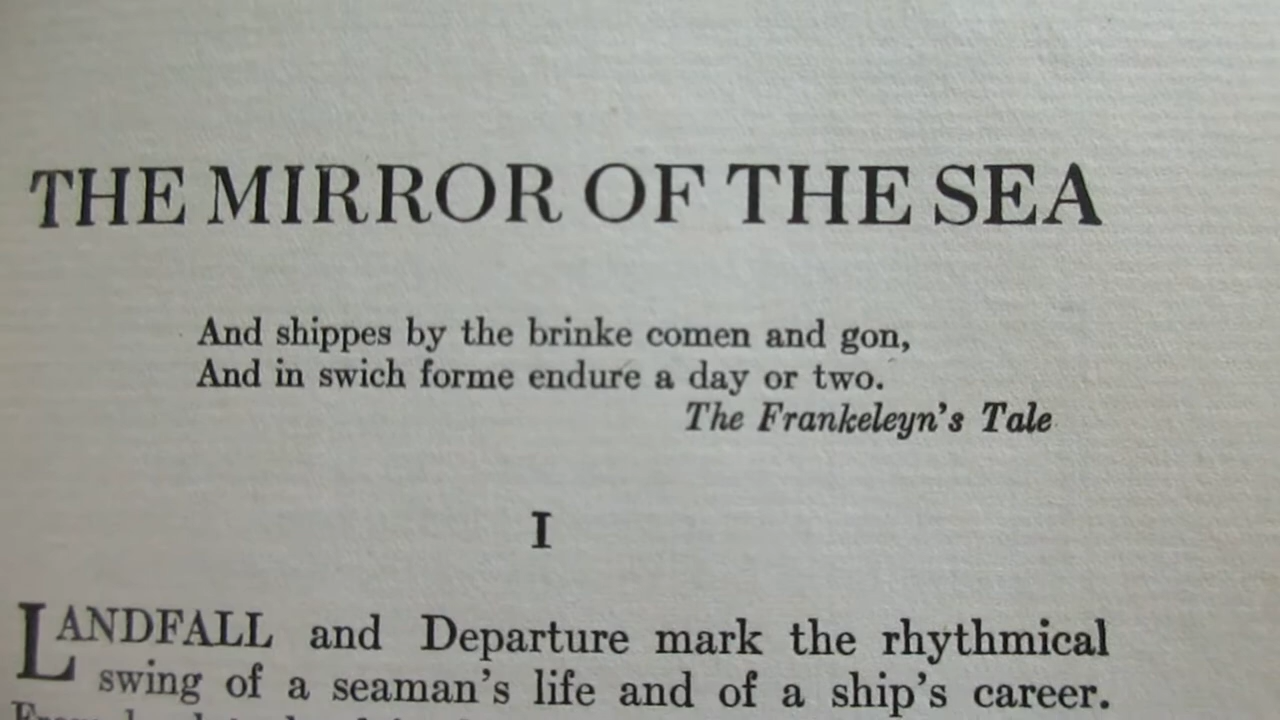 THE MIRROR OF THE SEA
And shippes by the brinke comen and gon,
And in swich forme endure a day or two.
The Frankeleyn's Tale
I
LANDFALL and Departure mark the rhythmical
swing of a seaman's life and of a ship's career.